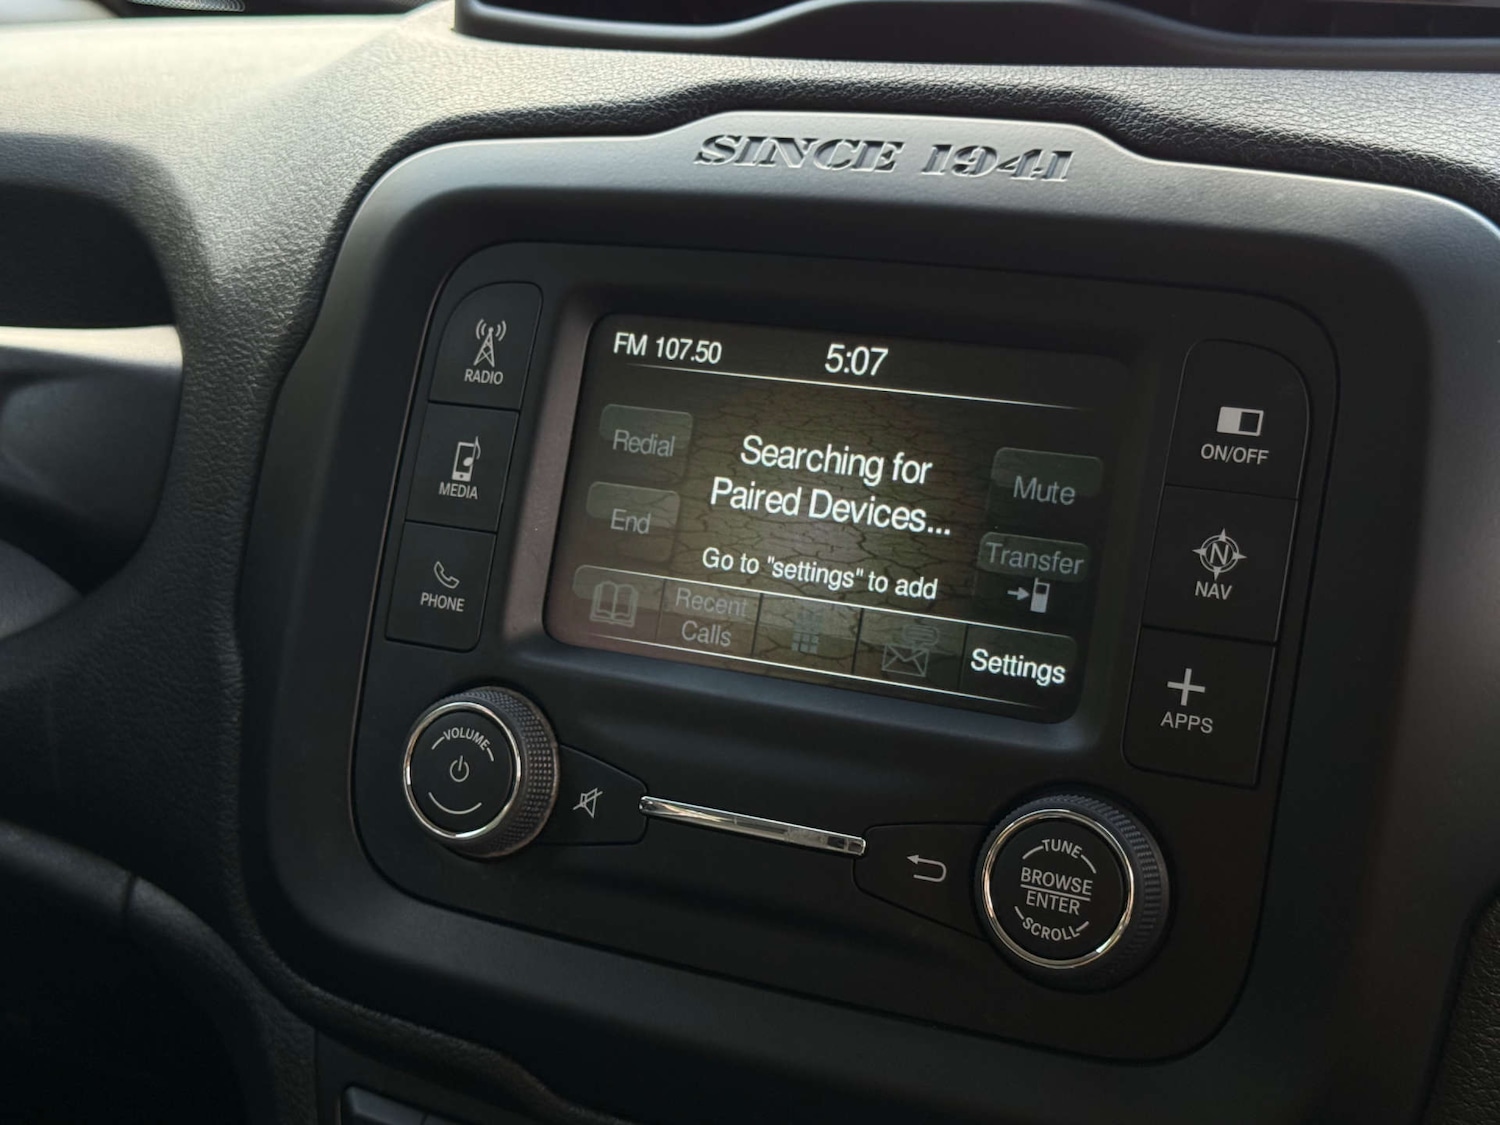 SINCE 1941
FM 107.50
5:07
RADIO
MEDIA
PHONE
Redial
End
Searching for
Paired Devices...
Go to "settings" to add
Mute
Transfer
Recent
Calls
Settings
ON/OFF
N
NAV
APPS
VOLUME
TUNE
BROWSE
ENTER
SCROLL